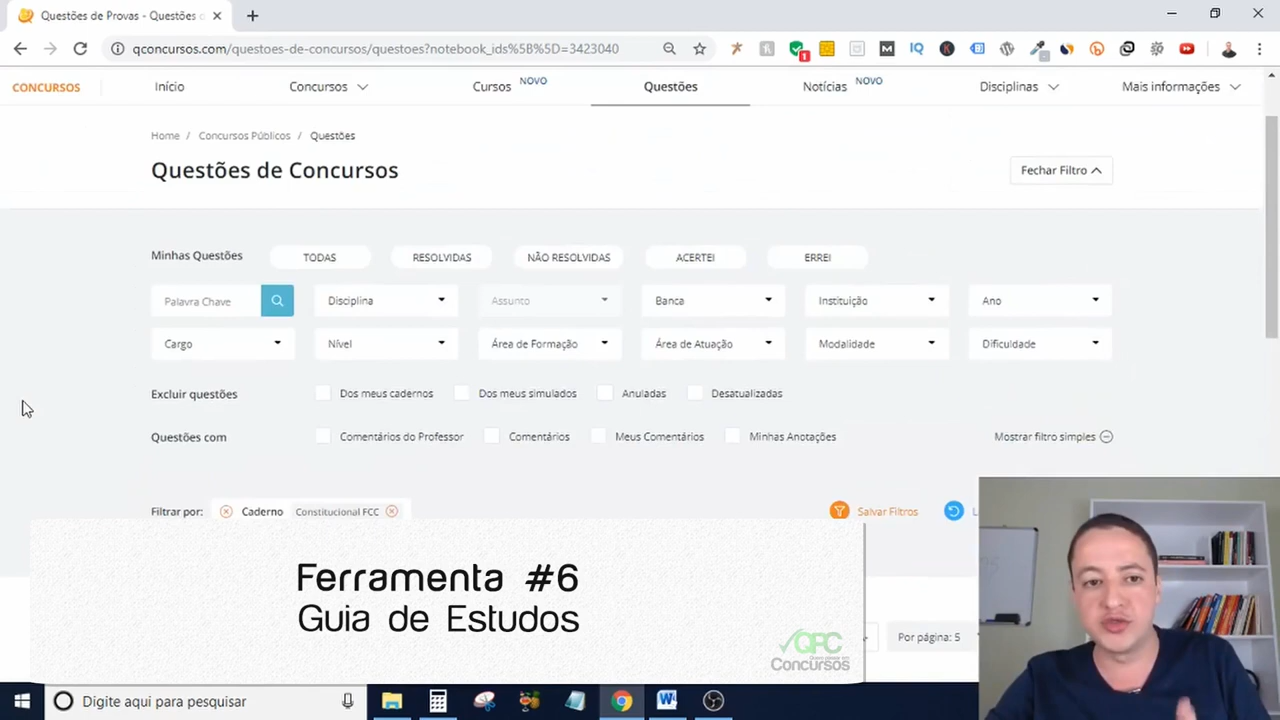 Questões de Provas - Questões
qconcursos.com/questoes-de-concursos/questoes?notebook_ids%5B%5D=3423040
CONCURSOS
Início
Concursos
Cursos NOVO
Questões
Notícias NOVO
Disciplinas
Mais informações
Home / Concursos Públicos / Questões
Questões de Concursos
Fechar Filtro
Minhas Questões
TODAS
RESOLVIDAS
NÃO RESOLVIDAS
ACERTEI
ERREI
Palavra Chave
Disciplina
Assunto
Banca
Instituição
Ano
Cargo
Nível
Área de Formação
Área de Atuação
Modalidade
Dificuldade
Excluir questões
Dos meus cadernos
Dos meus simulados
Anuladas
Desatualizadas
Questões com
Comentários do Professor
Comentários
Meus Comentários
Minhas Anotações
Mostrar filtro simples
Filtrar por:
Caderno
Constitucional FCC
Salvar Filtros
Ferramenta #6
Guia de Estudos
QPC
Concursos
Por página: 5
Digite aqui para pesquisar